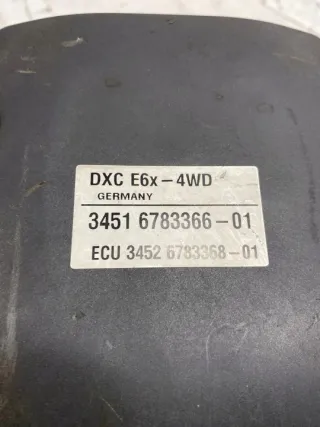 DXC E6x-4WD
GERMANY
3451 6783366-01
ECU 3452 6783368-01